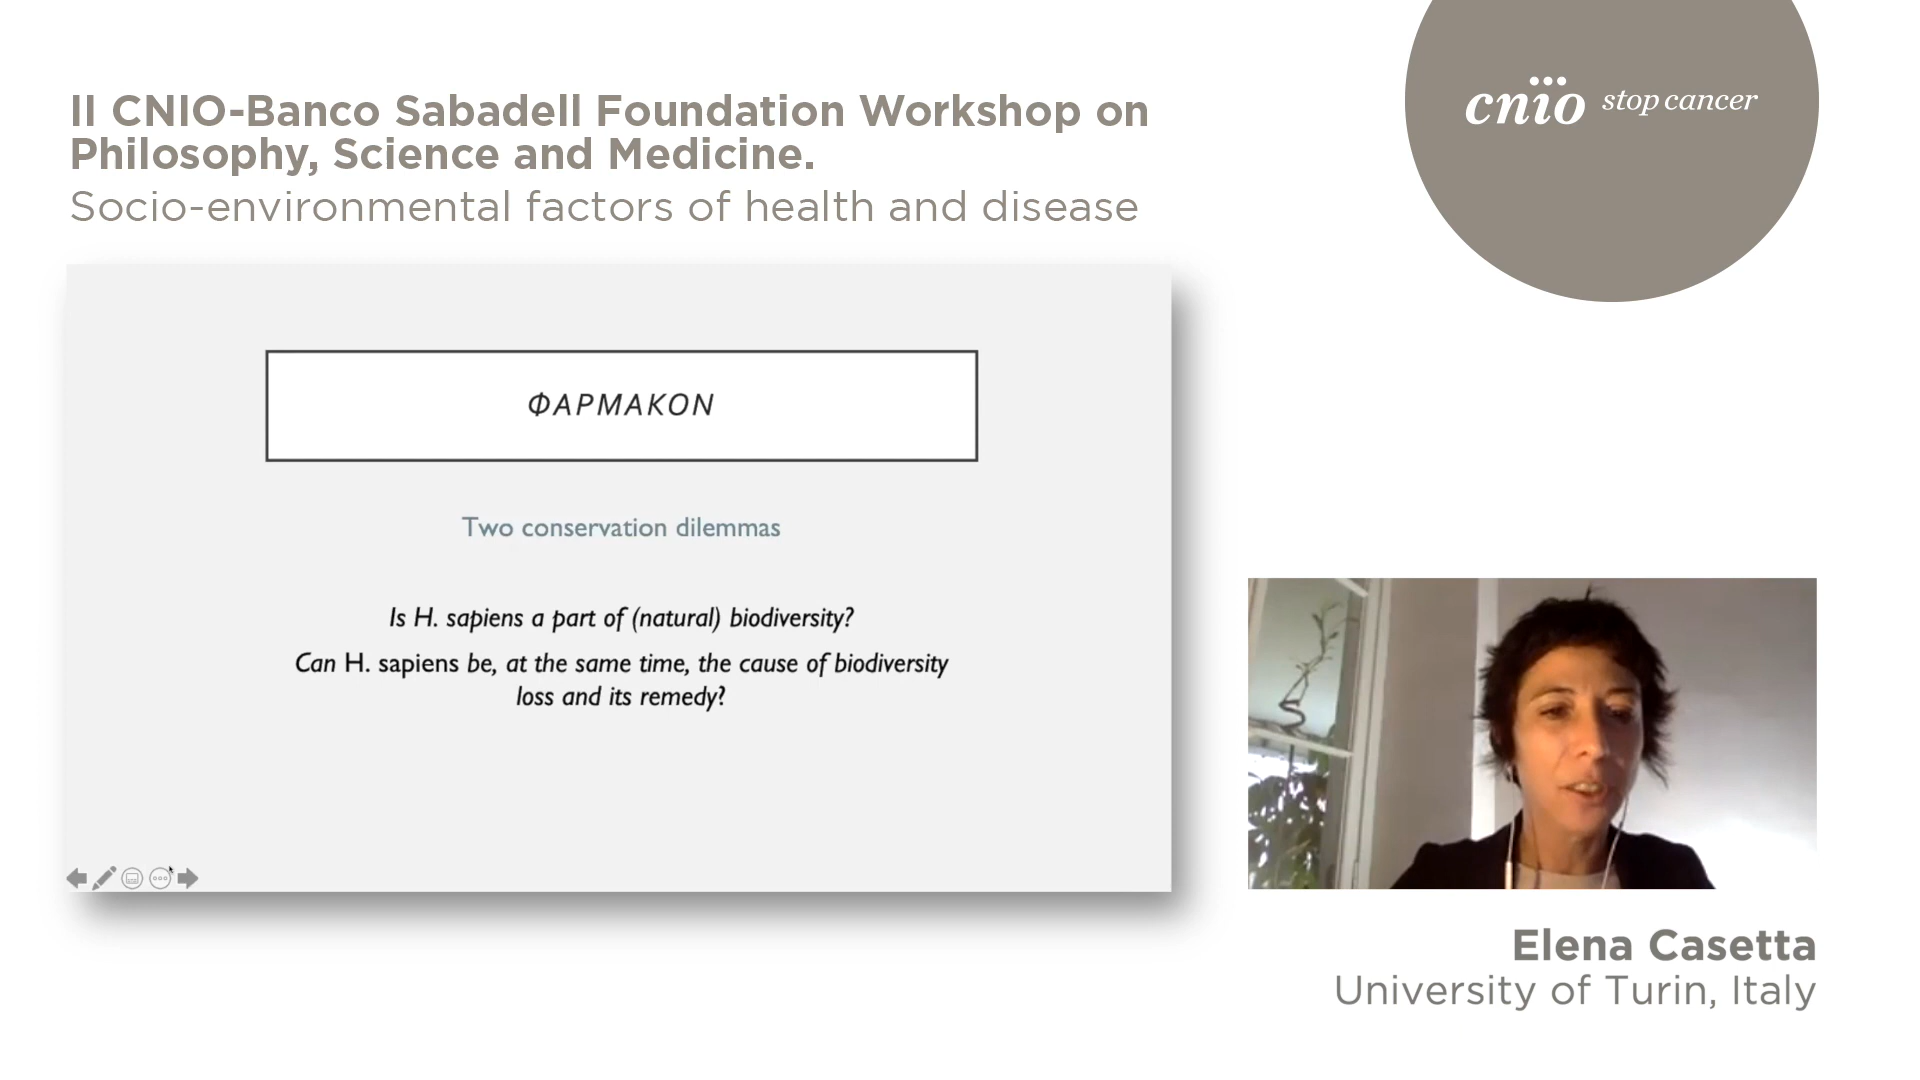 II CNIO-Banco Sabadell Foundation Workshop on
Philosophy, Science and Medicine.
Socio-environmental factors of health and disease
cnio stop cancer
ΦΑΡΜΑΚΟΝ
Two conservation dilemmas
Is H. sapiens a part of (natural) biodiversity?
Can H. sapiens be, at the same time, the cause of biodiversity
loss and its remedy?
Elena Casetta
University of Turin, Italy